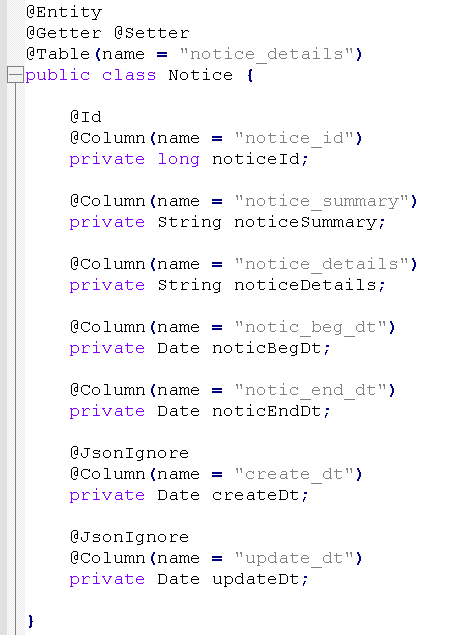 @Entity
@Getter @Setter
@Table(name = "notice_details")
public class Notice {
@Id
@Column(name = "notice_id")
private long noticeId;
@Column(name = "notice_summary")
private String noticeSummary;
@Column(name = "notice_details")
private String noticeDetails;
@Column(name = "notic_beg_dt")
private Date noticBegDt;
@Column(name = "notic_end_dt")
private Date noticEndDt;
@JsonIgnore
@Column(name = "create_dt")
private Date createDt;
@JsonIgnore
@Column(name = "update_dt")
private Date updateDt;
}